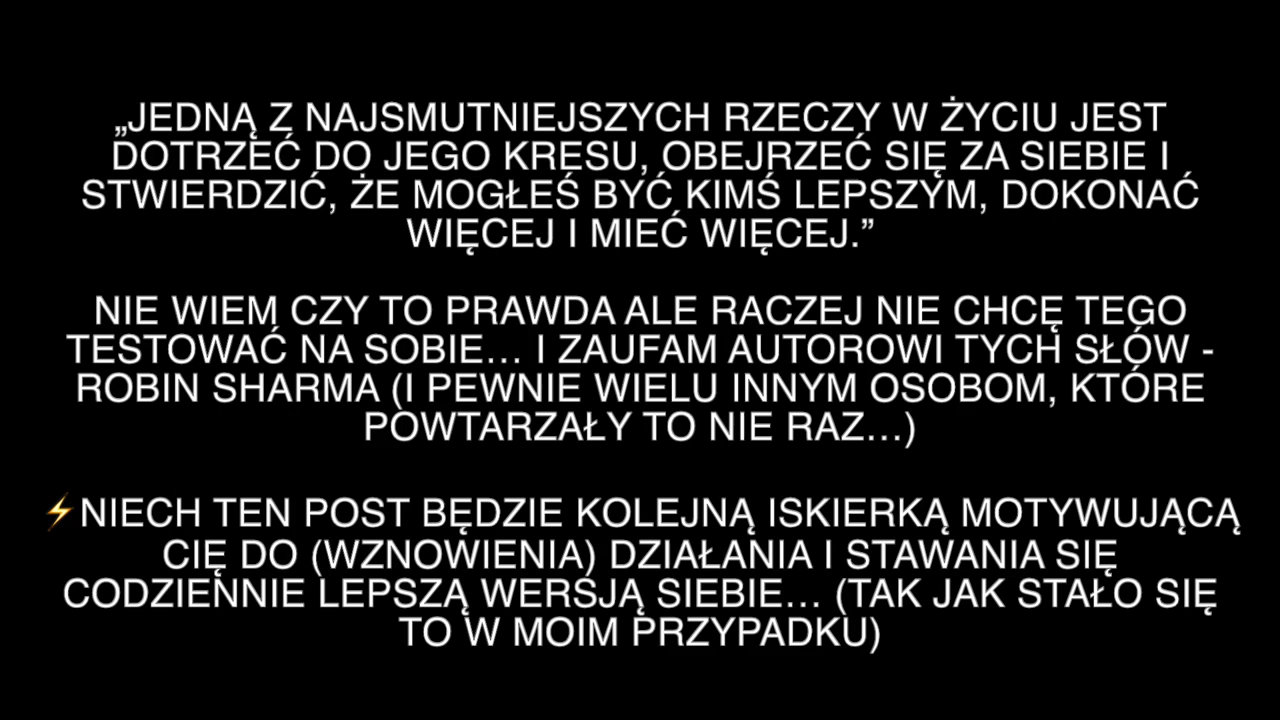 „JEDNĄ Z NAJSMUTNIEJSZYCH RZECZY W ŻYCIU JEST
DOTRZEĆ DO JEGO KRESU, OBEJRZEĆ SIĘ ZA SIEBIE I
STWIERDZIĆ, ŻE MOGŁEŚ BYĆ KIMŚ LEPSZYM, DOKONAĆ
WIĘCEJ I MIEĆ WIĘCEJ.”
NIE WIEM CZY TO PRAWDA ALE RACZEJ NIE CHCĘ TEGO
TESTOWAĆ NA SOBIE... I ZAUFAM AUTOROWI TYCH SŁÓW -
ROBIN SHARMA (I PEWNIE WIELU INNYM OSOBOM, KTÓRE
POWTARZAŁY TO NIE RAZ...)
⚡NIECH TEN POST BĘDZIE KOLEJNĄ ISKIERKĄ MOTYWUJĄCĄ
CIĘ DO (WZNOWIENIA) DZIAŁANIA I STAWANIA SIĘ
CODZIENNIE LEPSZĄ WERSJĄ SIEBIE... (TAK JAK STAŁO SIĘ
TO W MOIM PRZYPADKU)